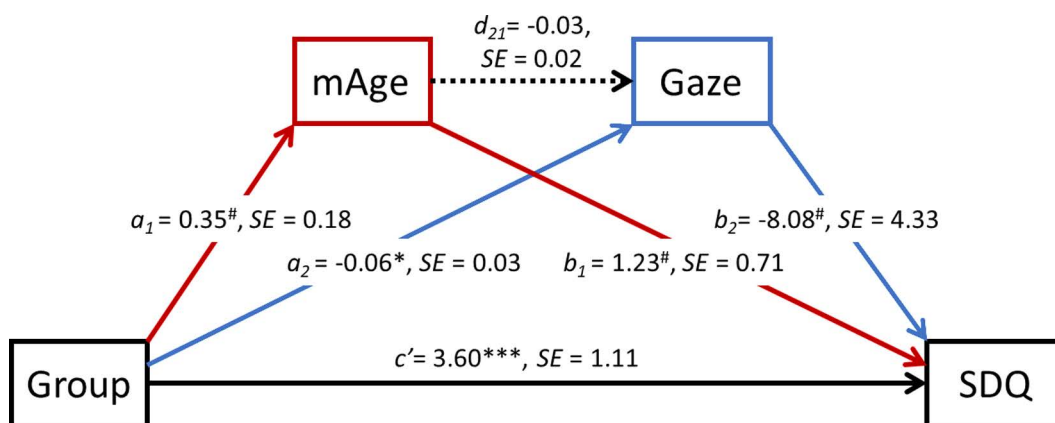 d₂₁= -0.03,
SE = 0.02
mAge
Gaze
a₁ = 0.35#, SE = 0.18
b₂= -8.08#, SE = 4.33
a₂ = -0.06*, SE = 0.03
b₁ = 1.23#, SE = 0.71
c’= 3.60***, SE = 1.11
Group
SDQ